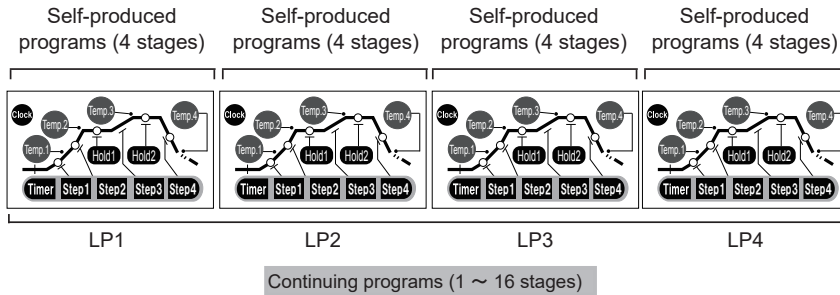 Self-produced
programs (4 stages)
Self-produced
programs (4 stages)
Self-produced
programs (4 stages)
Self-produced
programs (4 stages)
Clock
Temp.1
Temp.2
Temp.3
Temp.4
Hold1
Hold2
Timer Step1 Step2 Step3 Step4
Clock
Temp.1
Temp.2
Temp.3
Temp.4
Hold1
Hold2
Timer Step1 Step2 Step3 Step4
Clock
Temp.1
Temp.2
Temp.3
Temp.4
Hold1
Hold2
Timer Step1 Step2 Step3 Step4
Clock
Temp.1
Temp.2
Temp.3
Temp.4
Hold1
Hold2
Timer Step1 Step2 Step3 Step4
LP1
LP2
LP3
LP4
Continuing programs (1 ～ 16 stages)